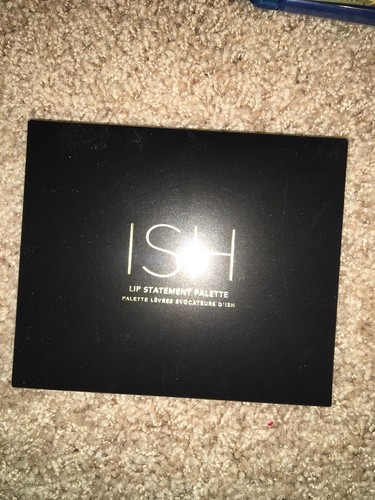 ISH
LIP STATEMENT PALETTE
PALETTE LÈVRES ÉVOCATEURS D'ISH